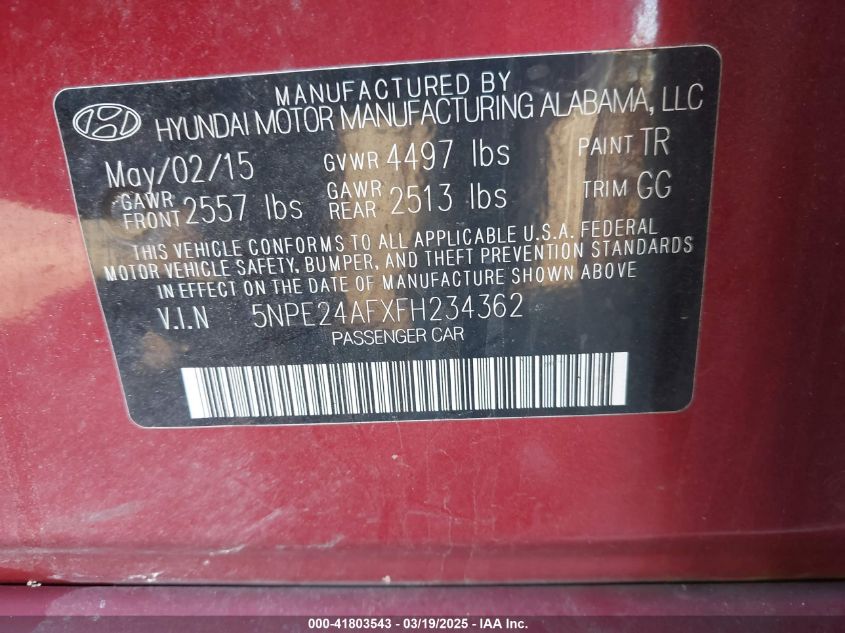 MANUFACTURED BY
HYUNDAI MOTOR MANUFACTURING ALABAMA, LLC
May/02/15 GVWR 4497 lbs PAINT TR
GAWR FRONT 2557 lbs GAWR REAR 2513 lbs TRIM GG
THIS VEHICLE CONFORMS TO ALL APPLICABLE U.S.A. FEDERAL
MOTOR VEHICLE SAFETY, BUMPER, AND THEFT PREVENTION STANDARDS
IN EFFECT ON THE DATE OF MANUFACTURE SHOWN ABOVE
V.I.N 5NPE24AFXFH234362
PASSENGER CAR
000-41803543 - 03/19/2025 - IAA Inc.